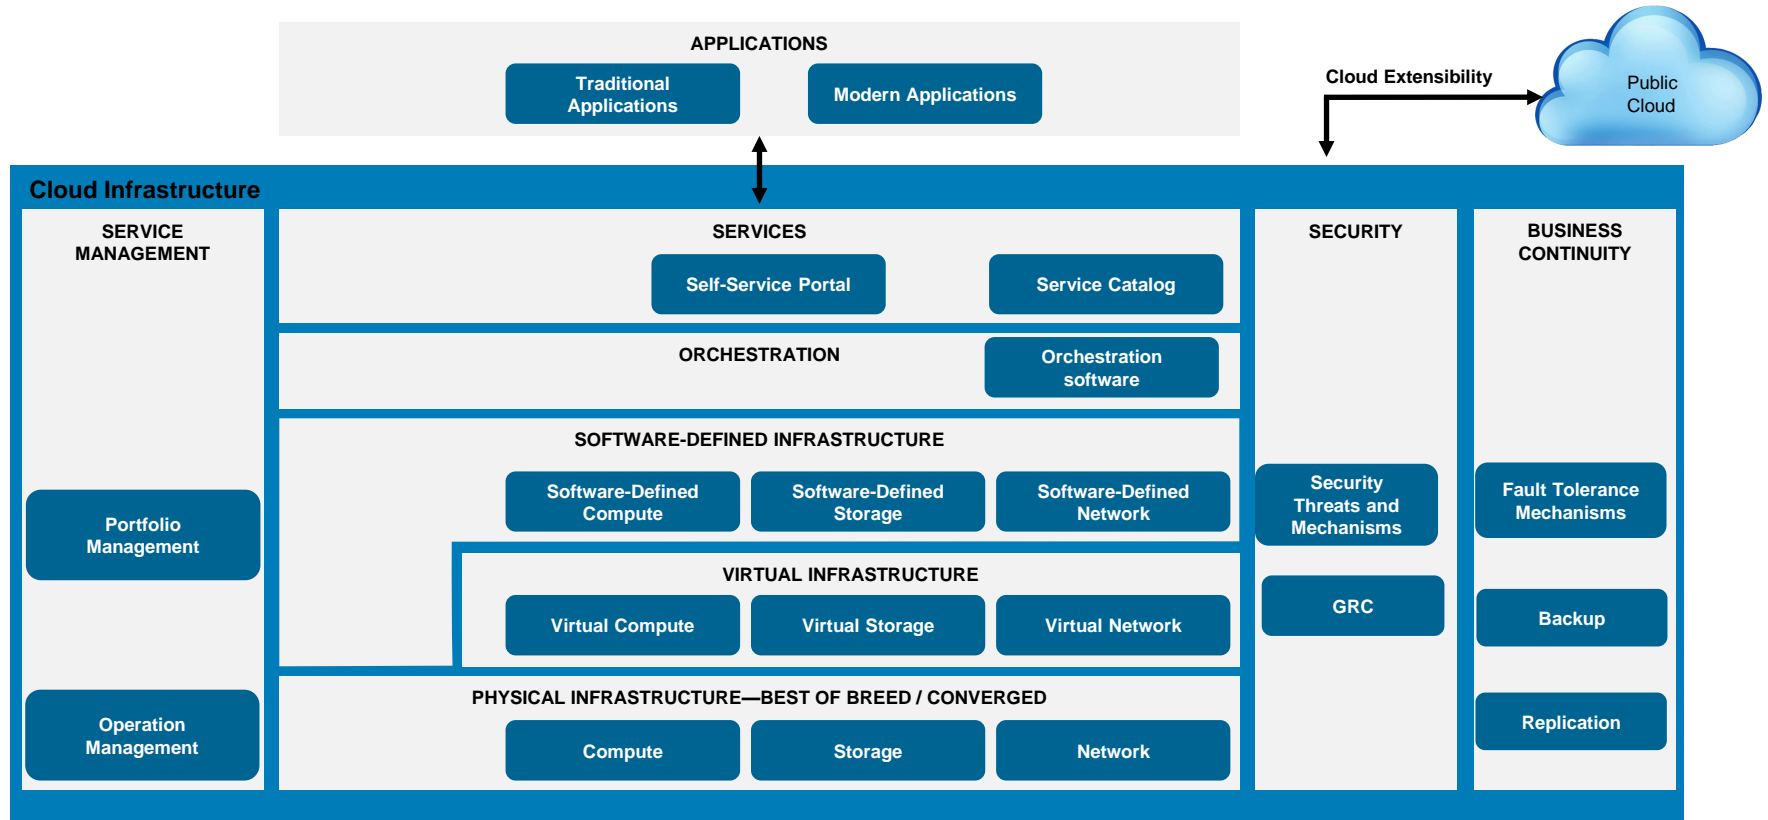 APPLICATIONS
Traditional
Applications
Modern Applications
Cloud Extensibility
Public
Cloud
Cloud Infrastructure
SERVICE
MANAGEMENT
Portfolio
Management
Operation
Management
SERVICES
Self-Service Portal
Service Catalog
ORCHESTRATION
Orchestration
software
SOFTWARE-DEFINED INFRASTRUCTURE
Software-Defined
Compute
Software-Defined
Storage
Software-Defined
Network
VIRTUAL INFRASTRUCTURE
Virtual Compute
Virtual Storage
Virtual Network
PHYSICAL INFRASTRUCTURE—BEST OF BREED / CONVERGED
Compute
Storage
Network
SECURITY
Security
Threats and
Mechanisms
GRC
BUSINESS
CONTINUITY
Fault Tolerance
Mechanisms
Backup
Replication